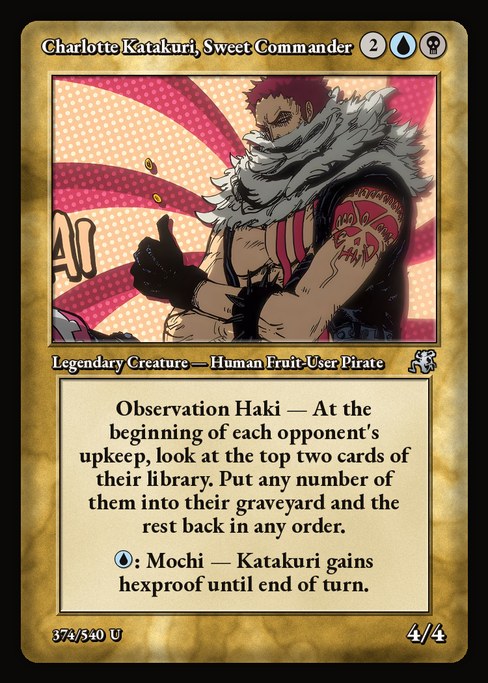 Charlotte Katakuri, Sweet Commander 2
AI
Legendary Creature — Human Fruit-User Pirate
Observation Haki — At the
beginning of each opponent's
upkeep, look at the top two cards of
their library. Put any number of
them into their graveyard and the
rest back in any order.
: Mochi — Katakuri gains
hexproof until end of turn.
374/540 U
4/4